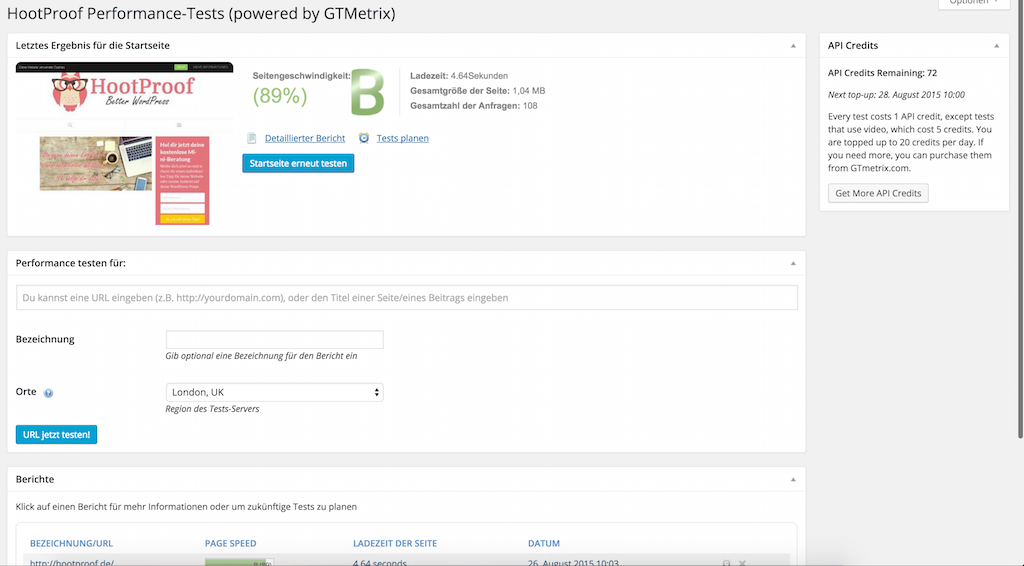 Optionen
HootProof Performance-Tests (powered by GTMetrix)
Letztes Ergebnis für die Startseite
HootProof
Better WordPress
Hol dir jetzt deine
kostenlose Mi-
ni-Beratung
Seitengeschwindigkeit:
(89%)
B
Ladezeit: 4.64Sekunden
Gesamtgröße der Seite: 1,04 MB
Gesamtzahl der Anfragen: 108
Detaillierter Bericht
Tests planen
Startseite erneut testen
API Credits
API Credits Remaining: 72
Next top-up: 28. August 2015 10:00
Every test costs 1 API credit, except tests
that use video, which cost 5 credits. You
are topped up to 20 credits per day. If
you need more, you can purchase them
from GTmetrix.com.
Get More API Credits
Performance testen für:
Du kannst eine URL eingeben (z.B. http://yourdomain.com), oder den Titel einer Seite/eines Beitrags eingeben
Bezeichnung
Gib optional eine Bezeichnung für den Bericht ein
Orte
London, UK
Region des Tests-Servers
URL jetzt testen!
Berichte
Klick auf einen Bericht für mehr Informationen oder um zukünftige Tests zu planen
BEZEICHNUNG/URL PAGE SPEED LADEZEIT DER SEITE DATUM
http://hootproof.de/ 4.64 seconds 26. August 2015 10:03